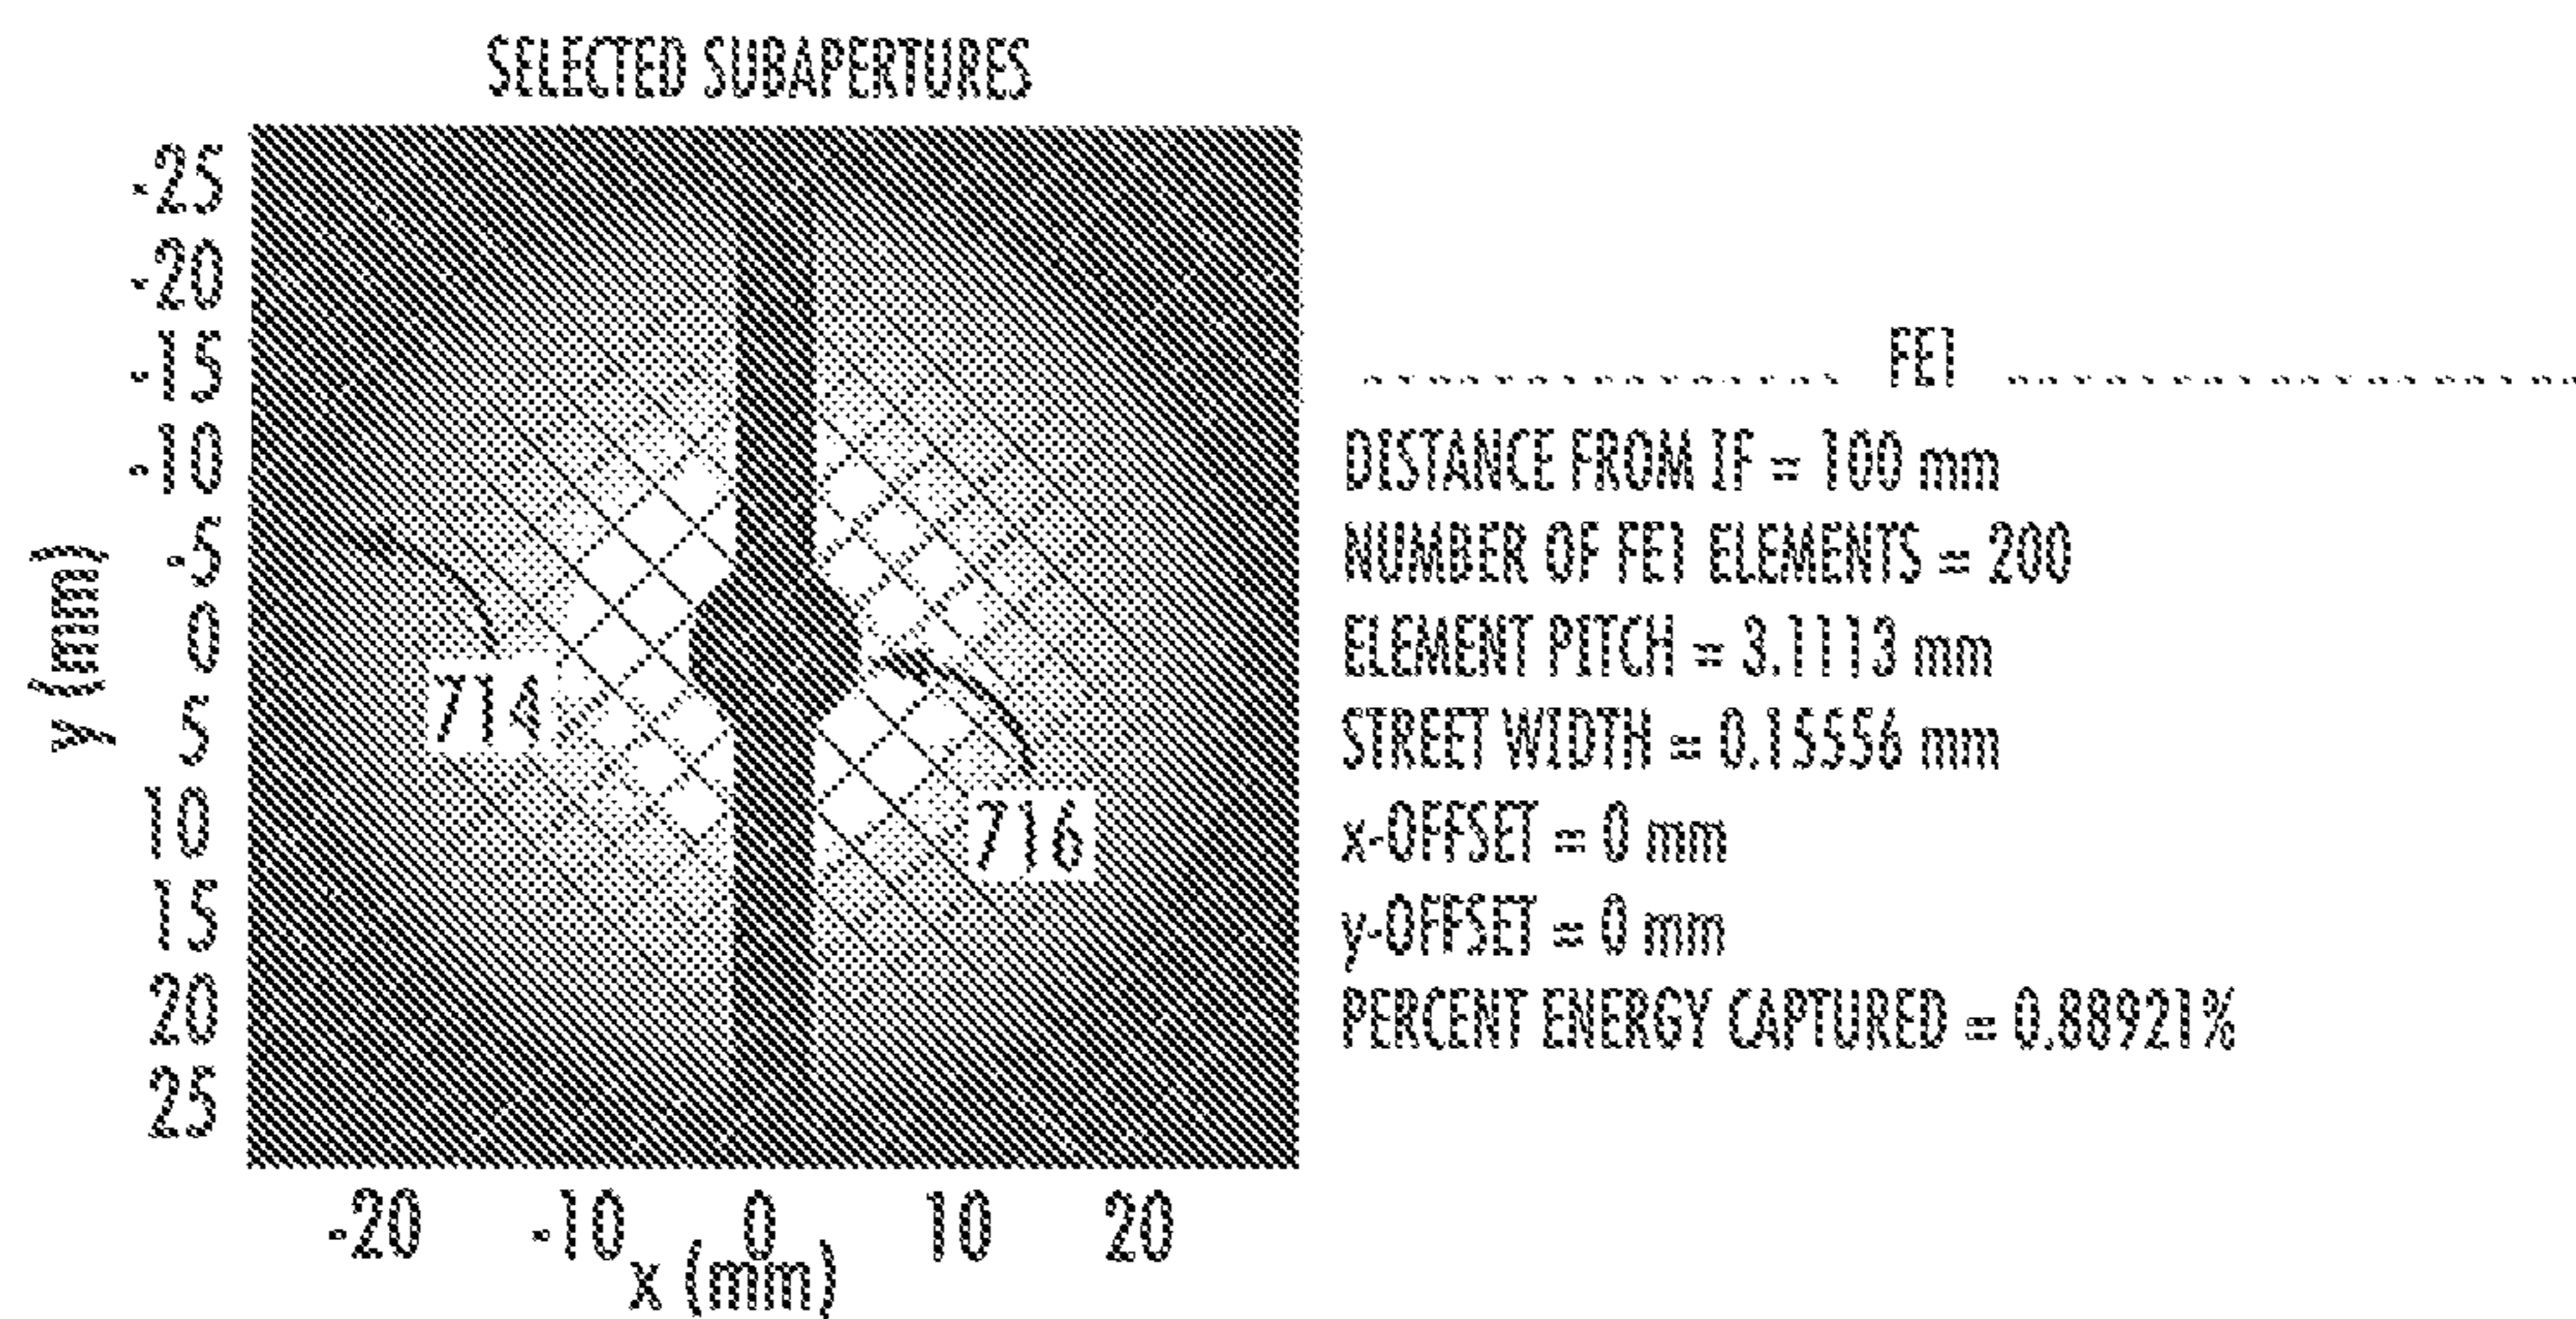 SELECTED SUBAPERTURES
-25
-20
-15
-10
-5
0
5
10
15
20
25
y (mm)
714
716
-20 -10 0 10 20
x (mm)
FE1
DISTANCE FROM IF = 100 mm
NUMBER OF FE1 ELEMENTS = 200
ELEMENT PITCH = 3.1113 mm
STREET WIDTH = 0.15556 mm
x-OFFSET = 0 mm
y-OFFSET = 0 mm
PERCENT ENERGY CAPTURED = 0.88921%